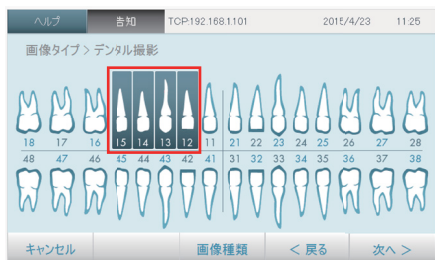 ヘルプ 告知 TCP:192.168.1.101 2015/4/23 11:25
画像タイプ > デンタル撮影
18 17 16 15 14 13 12 11 21 22 23 24 25 26 27 28
48 47 46 45 44 43 42 41 31 32 33 34 35 36 37 38
キャンセル 画像種類 < 戻る 次へ >